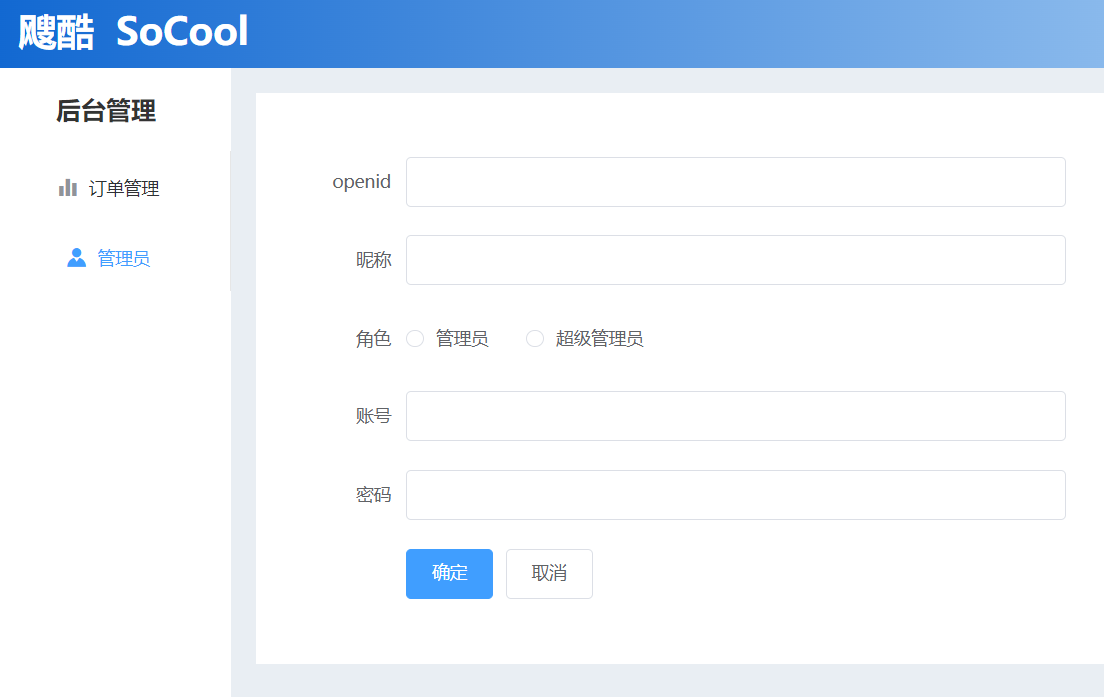 飕酷 SoCool
后台管理
订单管理
管理员
openid
昵称
角色 管理员 超级管理员
账号
密码
确定 取消